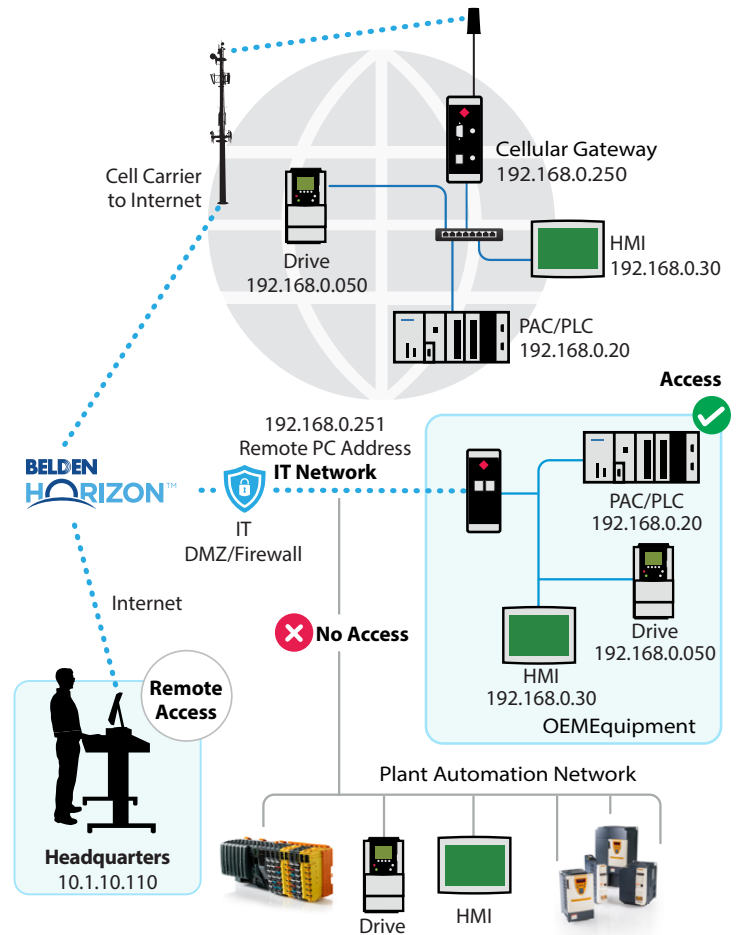 Cell Carrier
to Internet
Cellular Gateway
192.168.0.250
Drive
192.168.0.050
HMI
192.168.0.30
PAC/PLC
192.168.0.20
Access
192.168.0.251
Remote PC Address
IT Network
BELDEN
HORIZON™
IT
DMZ/Firewall
PAC/PLC
192.168.0.20
Internet
No Access
Drive
192.168.0.050
HMI
192.168.0.30
OEMEquipment
Remote
Access
Plant Automation Network
Headquarters
10.1.10.110
Drive
HMI